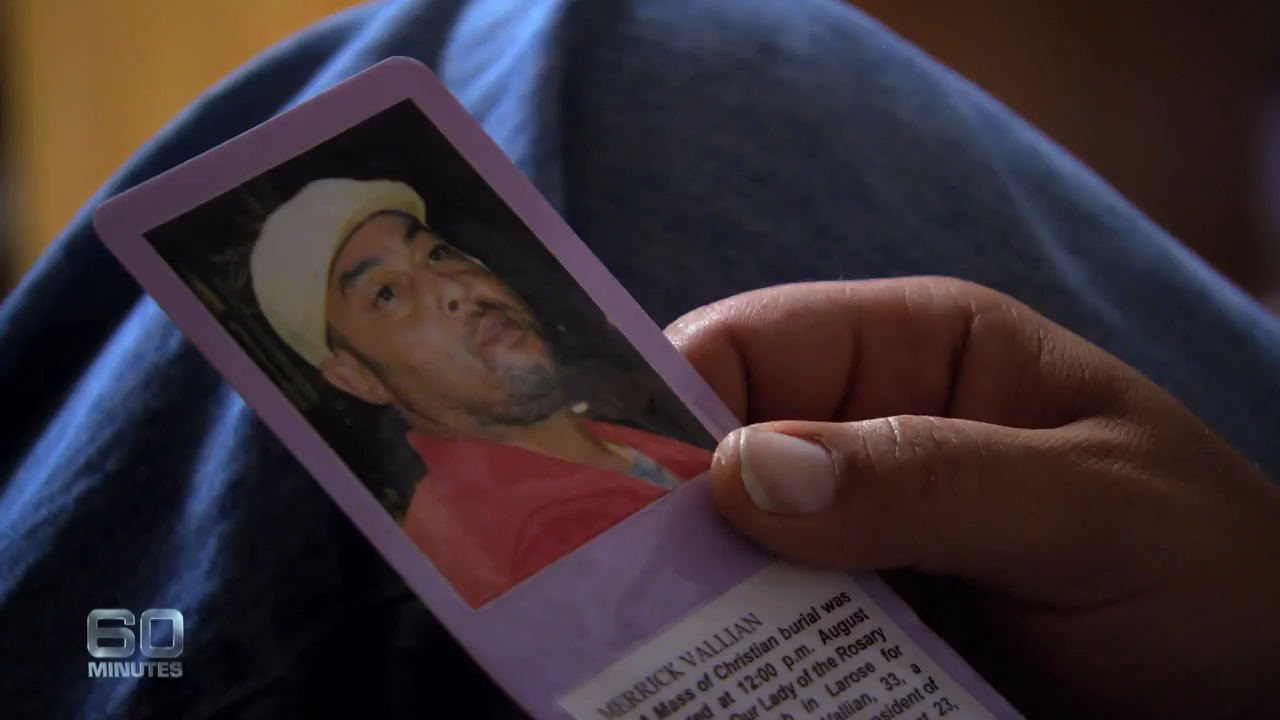 MERRICK VALLIAN
A Mass of Christian burial was
at 12:00 p.m. August
Our Lady of the Rosary
in Larose for
Vallian, 33, a
of
23,
60
MINUTES